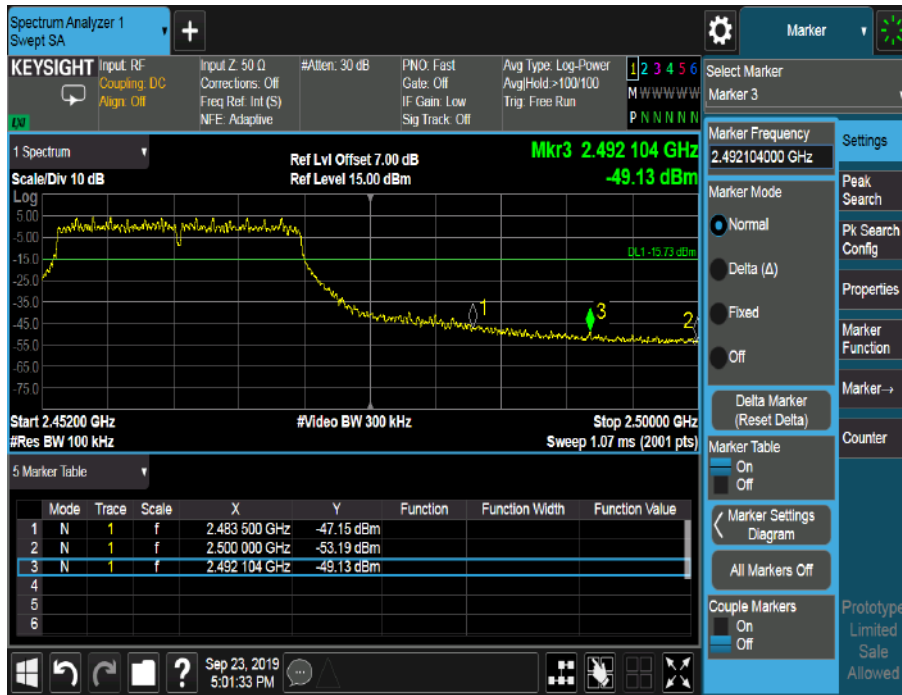 Spectrum Analyzer 1
Swept SA
+
Marker
KEYSIGHT
Input: RF
Coupling: DC
Align: Off
Input Z: 50 Ω
Corrections: Off
Freq Ref: Int (S)
NFE: Adaptive
#Atten: 30 dB
PNO: Fast
Gate: Off
IF Gain: Low
Sig Track: Off
Avg Type: Log-Power
Avg|Hold:>100/100
Trig: Free Run
1 2 3 4 5 6
M W W W W W
P N N N N N
LXI
Select Marker
Marker 3
1 Spectrum
Scale/Div 10 dB
Ref Lvl Offset 7.00 dB
Ref Level 15.00 dBm
Mkr3 2.492 104 GHz
-49.13 dBm
Log
5.00
-5.00
-15.0
-25.0
-35.0
-45.0
-55.0
-65.0
-75.0
DL1 -15.73 dBm
1
3
2
Start 2.45200 GHz
#Video BW 300 kHz
Stop 2.50000 GHz
#Res BW 100 kHz
Sweep 1.07 ms (2001 pts)
5 Marker Table
Mode Trace Scale X Y Function Function Width Function Value
1 N 1 f 2.483 500 GHz -47.15 dBm
2 N 1 f 2.500 000 GHz -53.19 dBm
3 N 1 f 2.492 104 GHz -49.13 dBm
4
5
6
Marker Frequency
2.492104000 GHz
Marker Mode
Normal
Delta (Δ)
Fixed
Off
Delta Marker
(Reset Delta)
Marker Table
On
Off
Marker Settings
Diagram
All Markers Off
Couple Markers
On
Off
Settings
Peak
Search
Pk Search
Config
Properties
Marker
Function
Marker→
Counter
Prototype
Limited
Sale
Allowed
?
Sep 23, 2019
5:01:33 PM